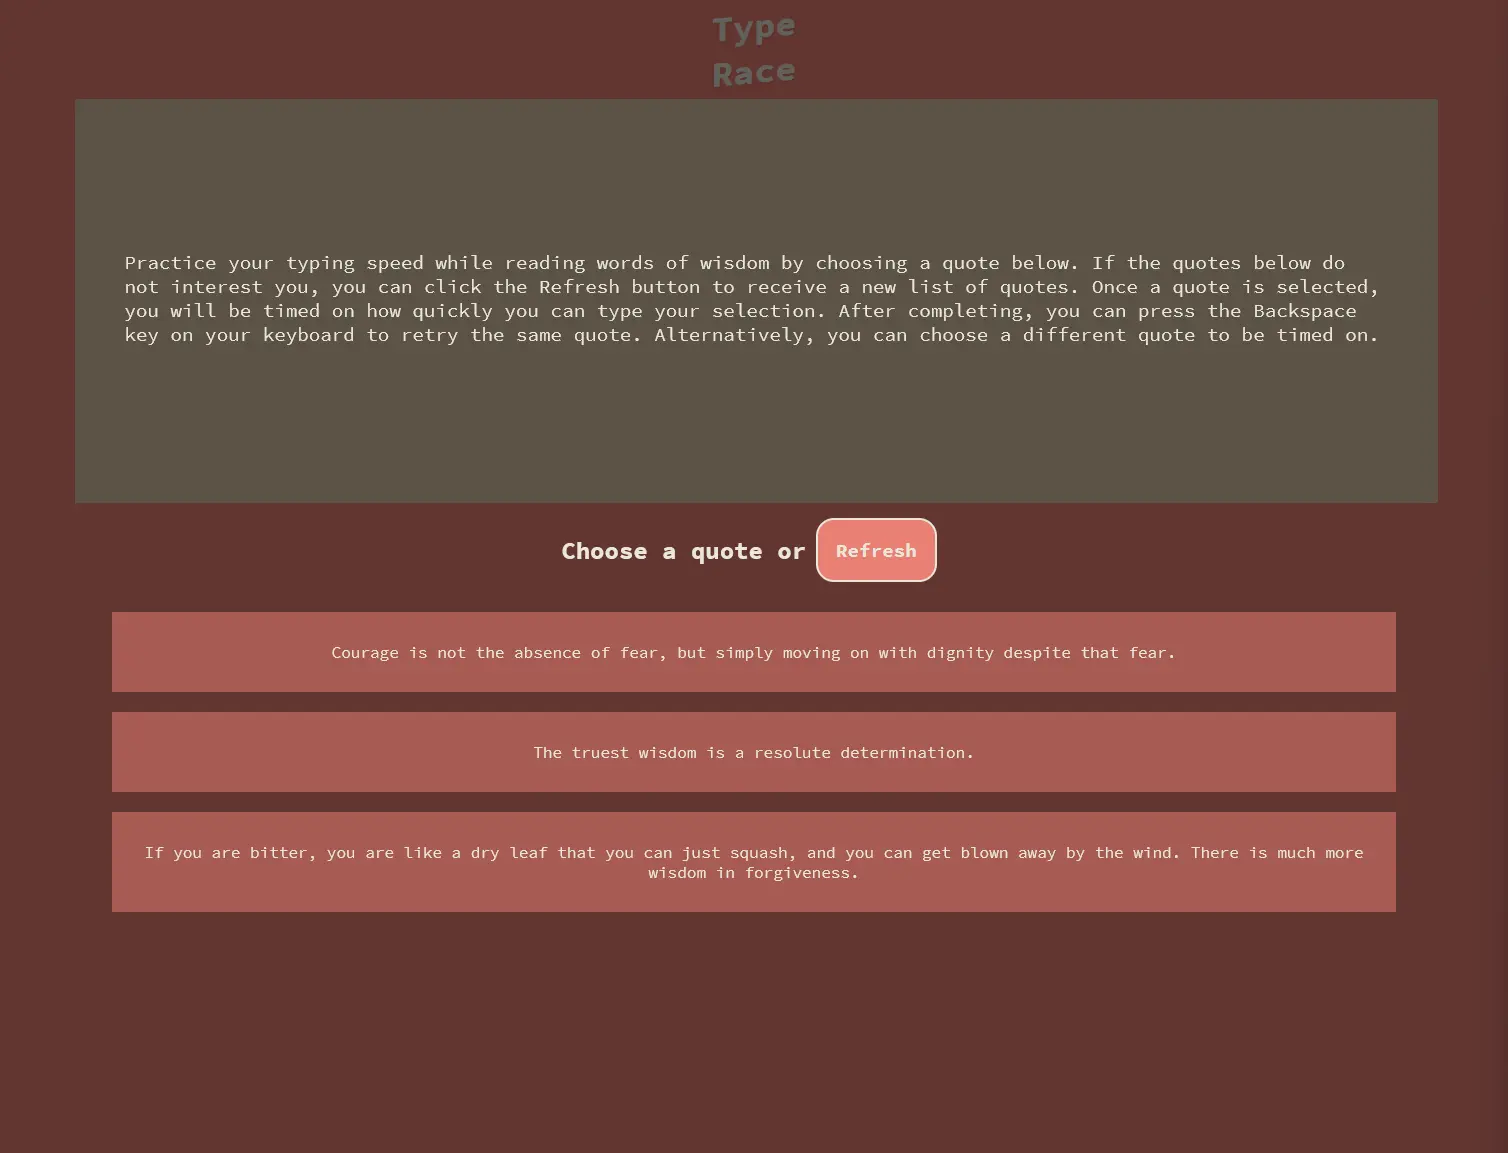 Type
Race
Practice your typing speed while reading words of wisdom by choosing a quote below. If the quotes below do
not interest you, you can click the Refresh button to receive a new list of quotes. Once a quote is selected,
you will be timed on how quickly you can type your selection. After completing, you can press the Backspace
key on your keyboard to retry the same quote. Alternatively, you can choose a different quote to be timed on.
Choose a quote or Refresh
Courage is not the absence of fear, but simply moving on with dignity despite that fear.
The truest wisdom is a resolute determination.
If you are bitter, you are like a dry leaf that you can just squash, and you can get blown away by the wind. There is much more
wisdom in forgiveness.